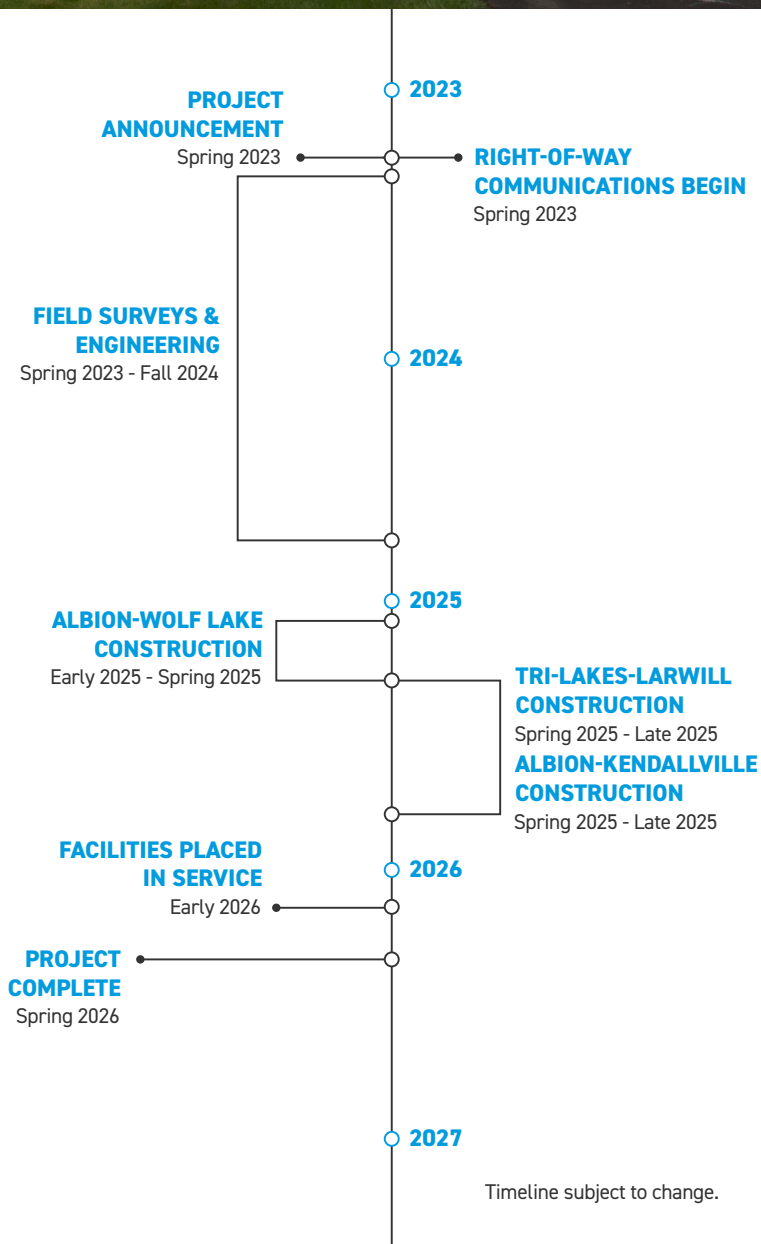 2023
PROJECT
ANNOUNCEMENT
Spring 2023
RIGHT-OF-WAY
COMMUNICATIONS BEGIN
Spring 2023
FIELD SURVEYS &
ENGINEERING
Spring 2023 - Fall 2024
2024
2025
ALBION-WOLF LAKE
CONSTRUCTION
Early 2025 - Spring 2025
TRI-LAKES-LARWILL
CONSTRUCTION
Spring 2025 - Late 2025
ALBION-KENDALLVILLE
CONSTRUCTION
Spring 2025 - Late 2025
FACILITIES PLACED
IN SERVICE
Early 2026
2026
PROJECT
COMPLETE
Spring 2026
2027
Timeline subject to change.